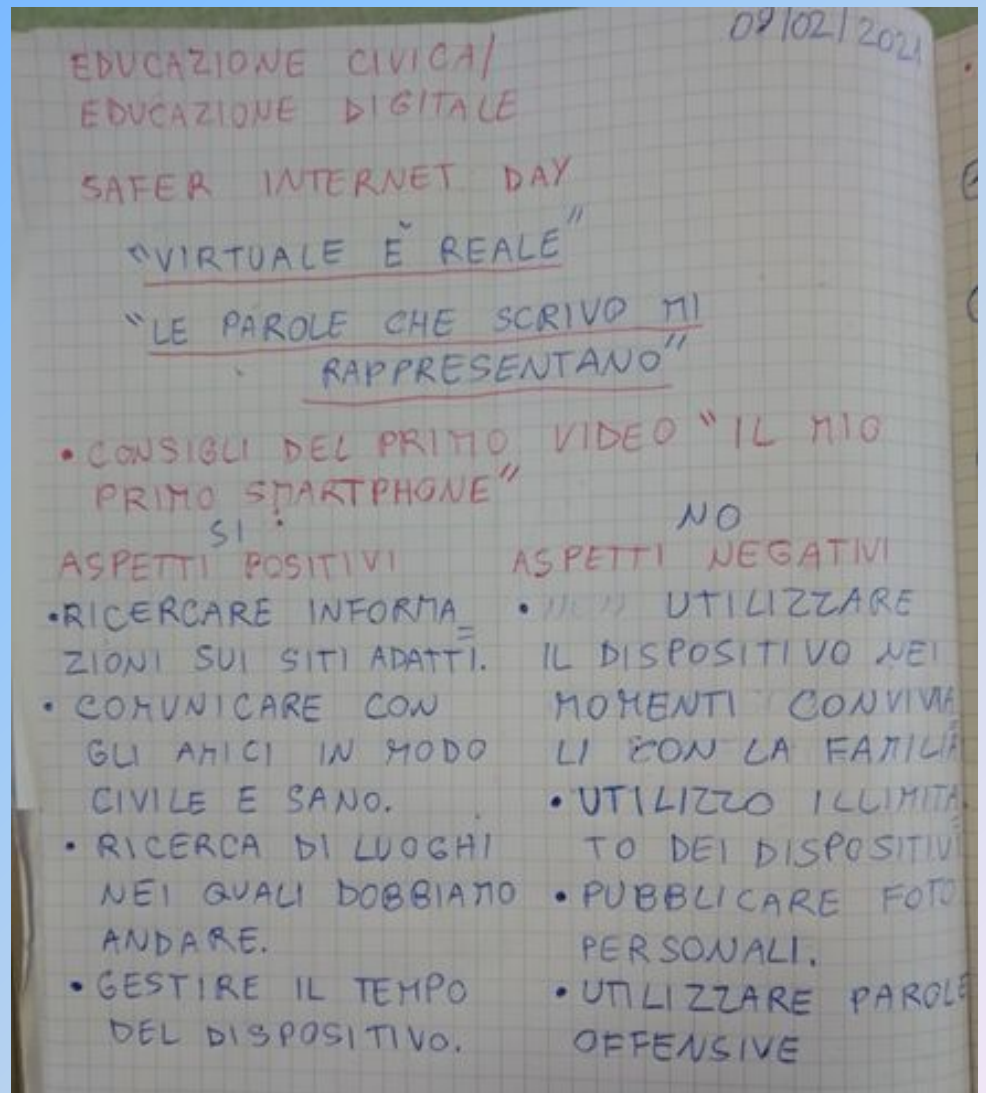 09/02/2021
EDUCAZIONE CIVICA/
EDUCAZIONE DIGITALE
SAFER INTERNET DAY
"VIRTUALE È REALE"
"LE PAROLE CHE SCRIVO MI
RAPPRESENTANO"
• CONSIGLI DEL PRIMO VIDEO "IL MIO
PRIMO SMARTPHONE"
SI
ASPETTI POSITIVI
• RICERCARE INFORMA=
ZIONI SUI SITI ADATTI.
• COMUNICARE CON
GLI AMICI IN MODO
CIVILE E SANO.
• RICERCA DI LUOGHI
NEI QUALI DOBBIAMO
ANDARE.
• GESTIRE IL TEMPO
DEL DISPOSITIVO.
NO
ASPETTI NEGATIVI
• UTILIZZARE
IL DISPOSITIVO NEI
MOMENTI CONVIVIA=
LI CON LA FAMILIA
• UTILIZZO ILLIMITA=
TO DEI DISPOSITIVI
• PUBBLICARE FOTO
PERSONALI.
• UTILIZZARE PAROLE
OFFENSIVE